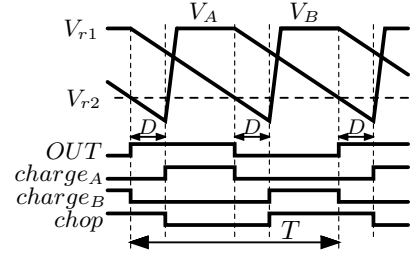 V_{r1} V_A V_B
V_{r2}
D D D
OUT
charge_A
charge_B
chop
T